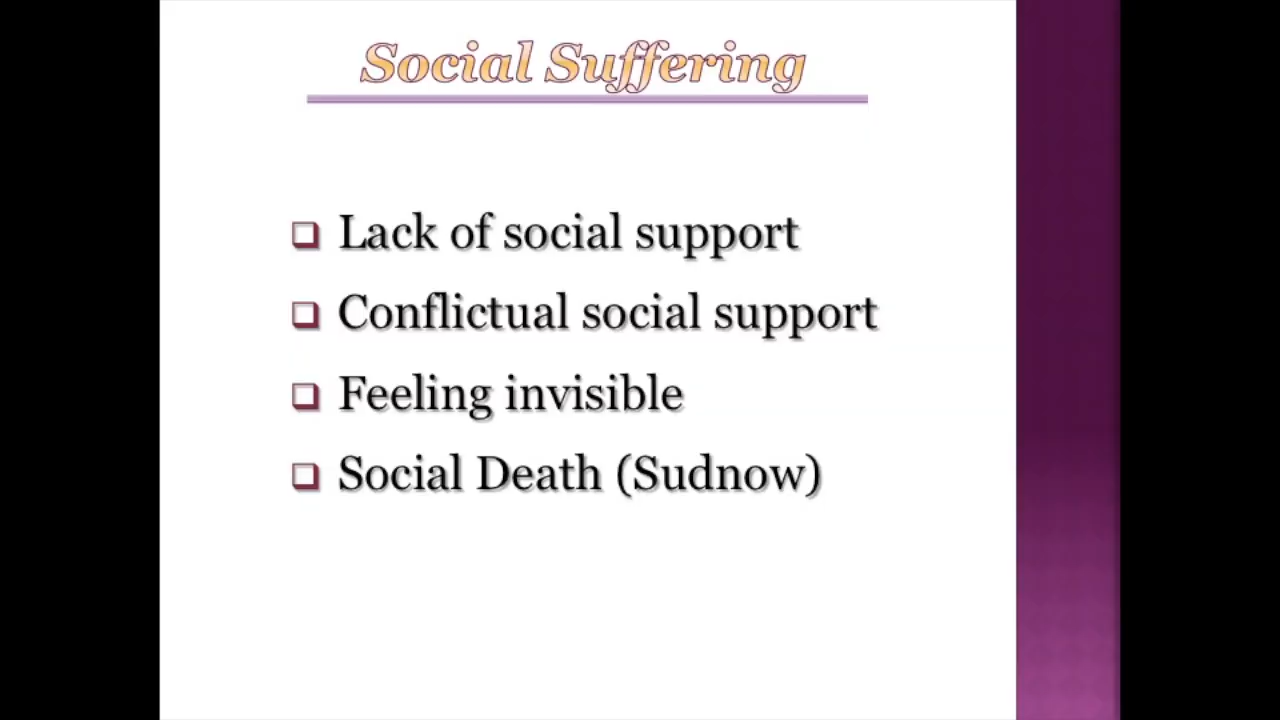 Social Suffering
Lack of social support
Conflictual social support
Feeling invisible
Social Death (Sudnow)